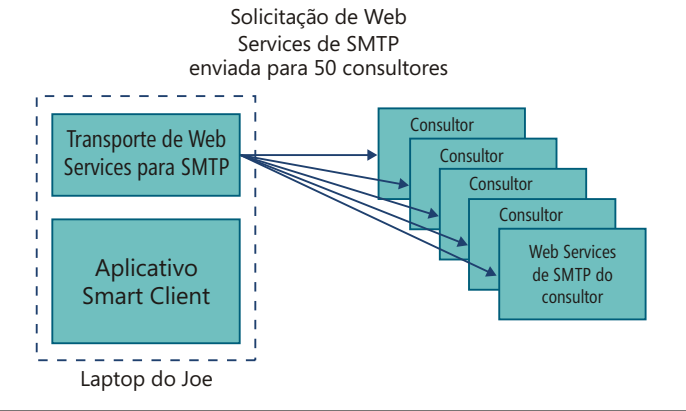 Solicitação de Web
Services de SMTP
enviada para 50 consultores
Transporte de Web
Services para SMTP
Aplicativo
Smart Client
Laptop do Joe
Consultor
Consultor
Consultor
Consultor
Web Services
de SMTP do
consultor